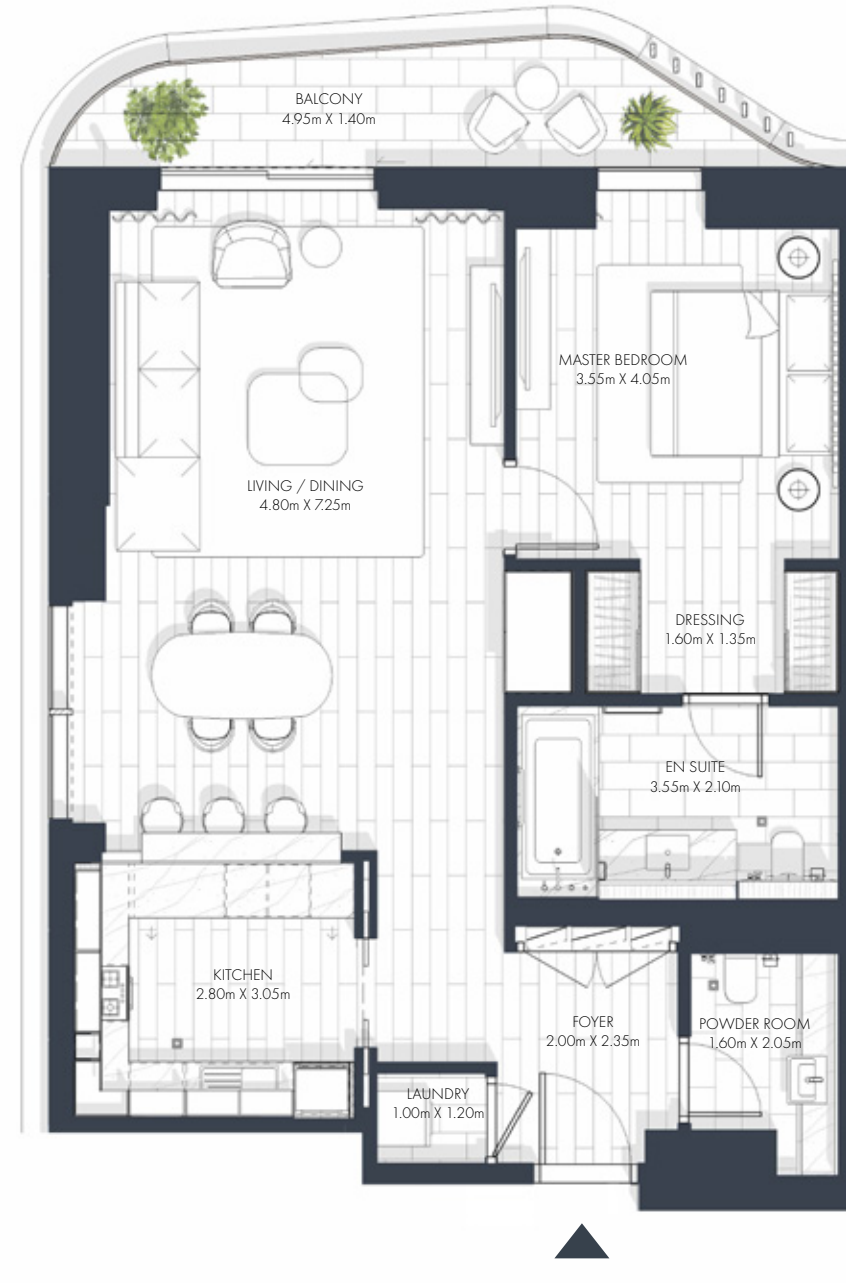 BALCONY
4.95m X 1.40m
MASTER BEDROOM
3.55m X 4.05m
LIVING / DINING
4.80m X 7.25m
DRESSING
1.60m X 1.35m
EN SUITE
3.55m X 2.10m
KITCHEN
2.80m X 3.05m
FOYER
2.00m X 2.35m
POWDER ROOM
1.60m X 2.05m
LAUNDRY
1.00m X 1.20m